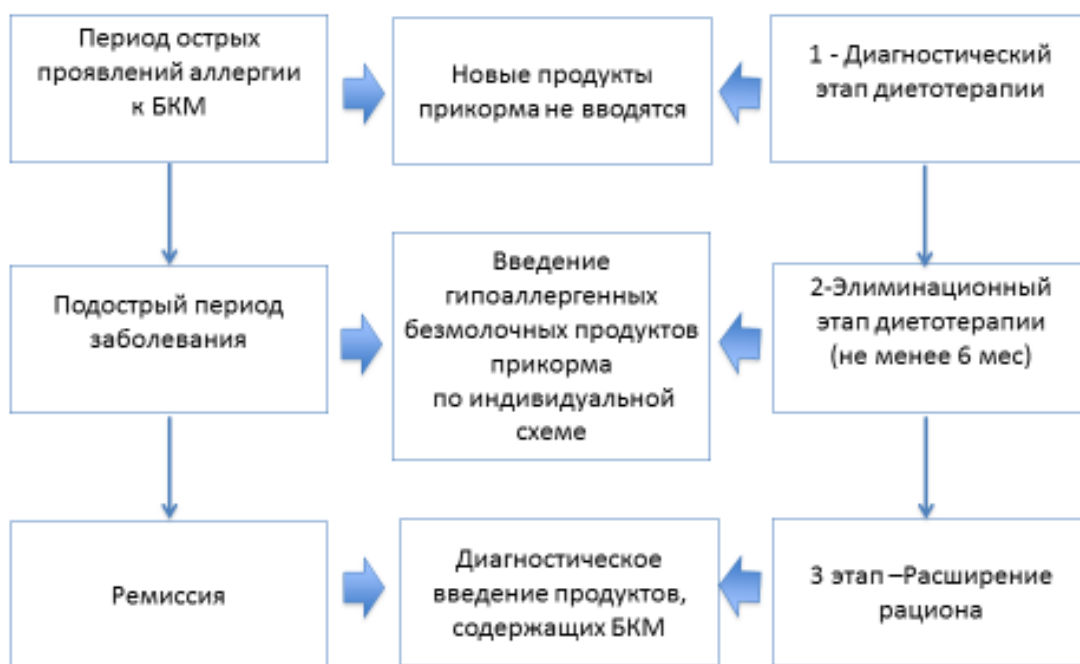 Период острых
проявлений аллергии
к БКМ
Новые продукты
прикорма не вводятся
1 - Диагностический
этап диетотерапии
Подострый период
заболевания
Введение
гипоаллергенных
безмолочных продуктов
прикорма
по индивидуальной
схеме
2-Элиминационный
этап диетотерапии
(не менее 6 мес)
Ремиссия
Диагностическое
введение продуктов,
содержащих БКМ
3 этап –Расширение
рациона